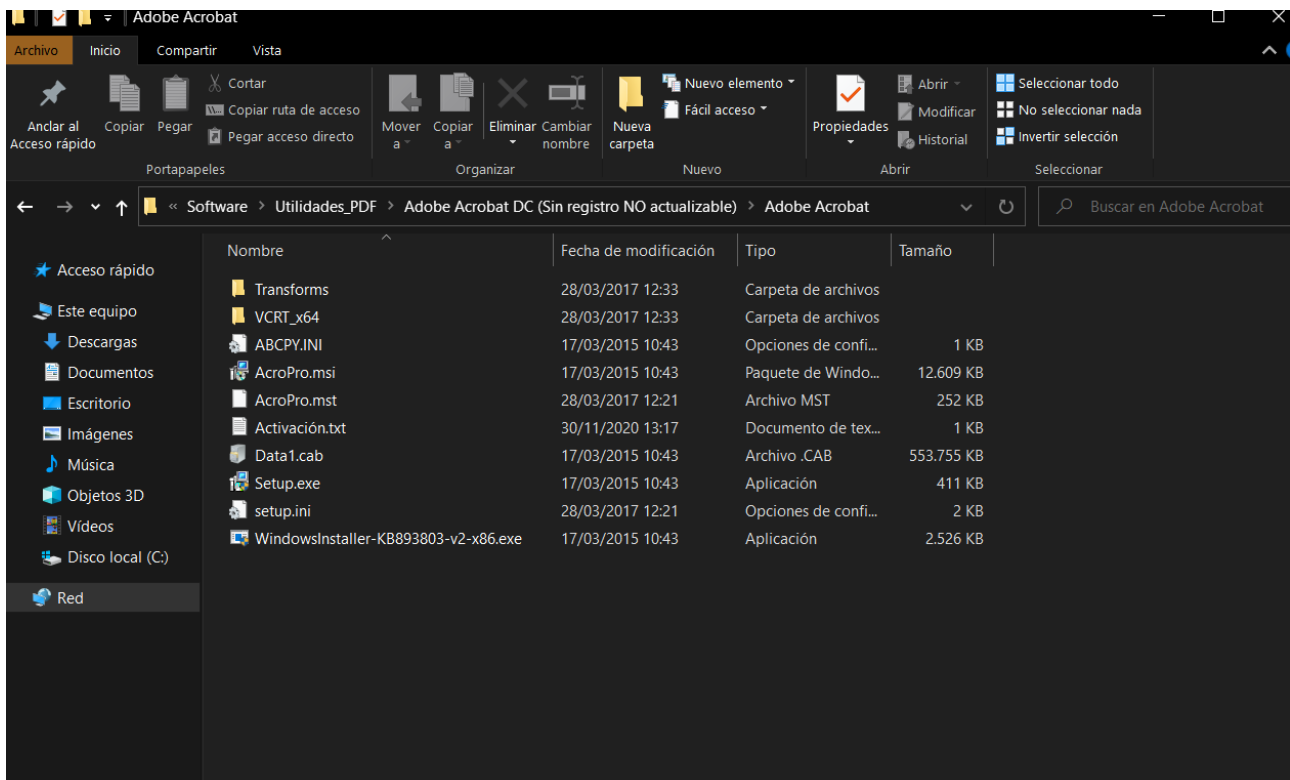 Adobe Acrobat
Archivo Inicio Compartir Vista
Anclar al Acceso rápido
Copiar
Pegar
Cortar
Copiar ruta de acceso
Pegar acceso directo
Portapapeles
Mover a
Copiar a
Eliminar
Cambiar nombre
Organizar
Nueva carpeta
Nuevo elemento
Fácil acceso
Nuevo
Propiedades
Abrir
Modificar
Historial
Abrir
Seleccionar todo
No seleccionar nada
Invertir selección
Seleccionar
« Software > Utilidades_PDF > Adobe Acrobat DC (Sin registro NO actualizable) > Adobe Acrobat
Buscar en Adobe Acrobat
Acceso rápido
Este equipo
Descargas
Documentos
Escritorio
Imágenes
Música
Objetos 3D
Vídeos
Disco local (C:)
Red
Nombre Fecha de modificación Tipo Tamaño
Transforms 28/03/2017 12:33 Carpeta de archivos
VCRT_x64 28/03/2017 12:33 Carpeta de archivos
ABCPY.INI 17/03/2015 10:43 Opciones de confi... 1 KB
AcroPro.msi 17/03/2015 10:43 Paquete de Windo... 12.609 KB
AcroPro.mst 28/03/2017 12:21 Archivo MST 252 KB
Activación.txt 30/11/2020 13:17 Documento de tex... 1 KB
Data1.cab 17/03/2015 10:43 Archivo .CAB 553.755 KB
Setup.exe 17/03/2015 10:43 Aplicación 411 KB
setup.ini 28/03/2017 12:21 Opciones de confi... 2 KB
WindowsInstaller-KB893803-v2-x86.exe 17/03/2015 10:43 Aplicación 2.526 KB